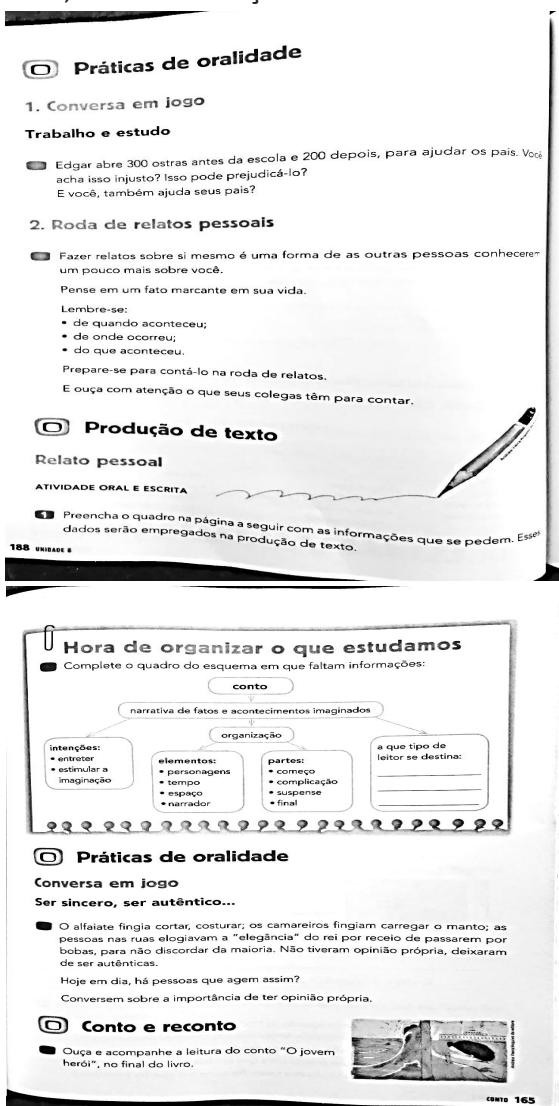 Práticas de oralidade
1. Conversa em jogo
Trabalho e estudo
Edgar abre 300 ostras antes da escola e 200 depois, para ajudar os pais. Você
acha isso injusto? Isso pode prejudicá-lo?
E você, também ajuda seus pais?
2. Roda de relatos pessoais
Fazer relatos sobre si mesmo é uma forma de as outras pessoas conhecerem
um pouco mais sobre você.
Pense em um fato marcante em sua vida.
Lembre-se:
• de quando aconteceu;
• de onde ocorreu;
• do que aconteceu.
Prepare-se para contá-lo na roda de relatos.
E ouça com atenção o que seus colegas têm para contar.
Produção de texto
Relato pessoal
ATIVIDADE ORAL E ESCRITA
1 Preencha o quadro na página a seguir com as informações que se pedem. Esses
dados serão empregados na produção de texto.
188 UNIDADE 6
Hora de organizar o que estudamos
Complete o quadro do esquema em que faltam informações:
conto
narrativa de fatos e acontecimentos imaginados
organização
intenções:
• entreter
• estimular a
imaginação
elementos:
• personagens
• tempo
• espaço
• narrador
partes:
• começo
• complicação
• suspense
• final
a que tipo de
leitor se destina:
Práticas de oralidade
Conversa em jogo
Ser sincero, ser autêntico...
O alfaiate fingia cortar, costurar; os camareiros fingiam carregar o manto; as
pessoas nas ruas elogiavam a "elegância" do rei por receio de passarem por
bobas, para não discordar da maioria. Não tiveram opinião própria, deixaram
de ser autênticas.
Hoje em dia, há pessoas que agem assim?
Conversem sobre a importância de ter opinião própria.
Conto e reconto
Ouça e acompanhe a leitura do conto "O jovem
herói", no final do livro.
CONTO 165